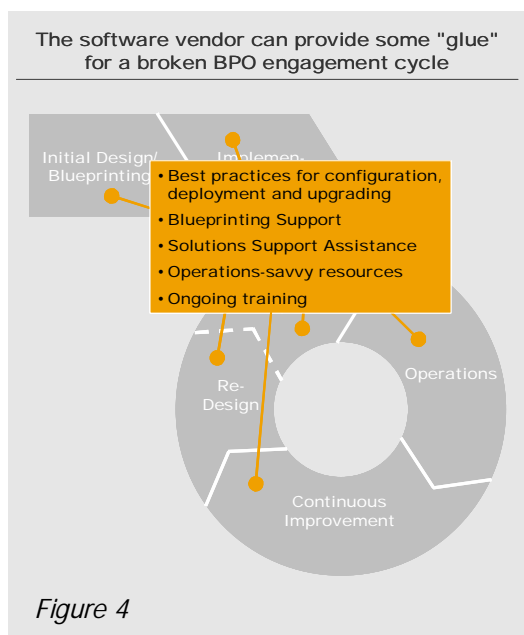 The software vendor can provide some "glue"
for a broken BPO engagement cycle
Initial Design/
Blueprinting
Implemen-
• Best practices for configuration,
deployment and upgrading
• Blueprinting Support
• Solutions Support Assistance
• Operations-savvy resources
• Ongoing training
Re-
Design
Operations
Continuous
Improvement
Figure 4